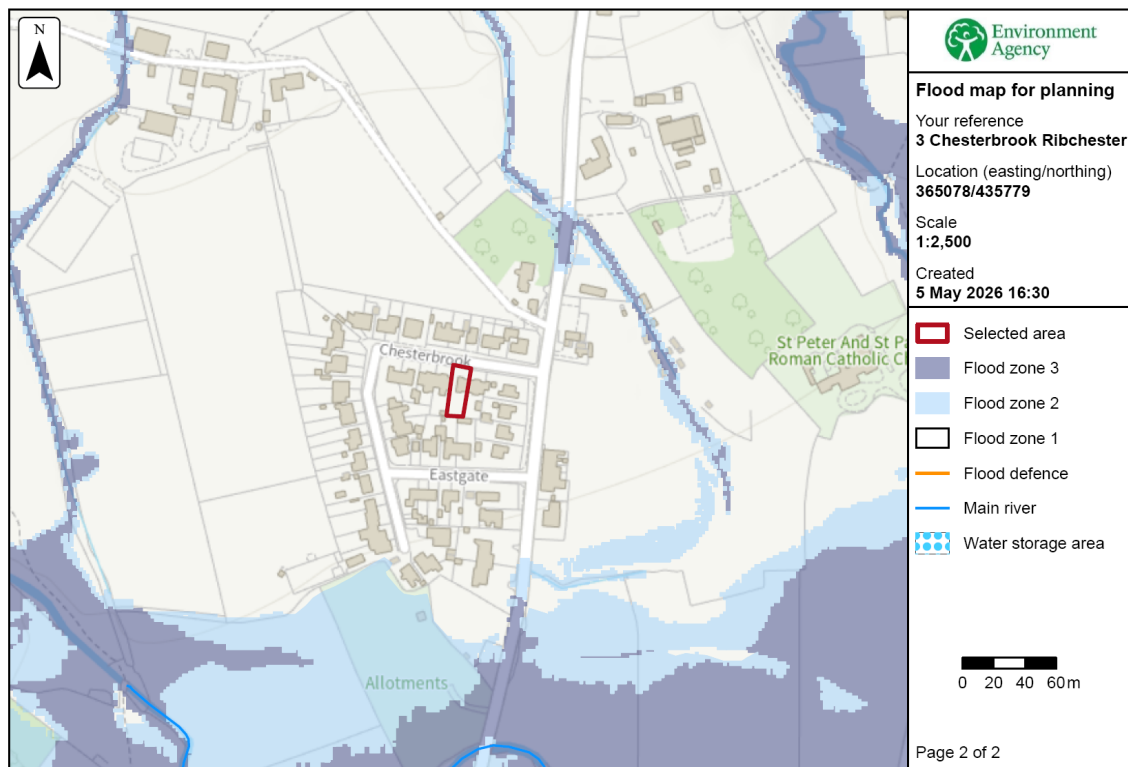 N
Chesterbrook
Eastgate
Allotments
St Peter And St Pa
Roman Catholic C
Environment
Agency
Flood map for planning
Your reference
3 Chesterbrook Ribchester
Location (easting/northing)
365078/435779
Scale
1:2,500
Created
5 May 2026 16:30
Selected area
Flood zone 3
Flood zone 2
Flood zone 1
Flood defence
Main river
Water storage area
0 20 40 60m
Page 2 of 2